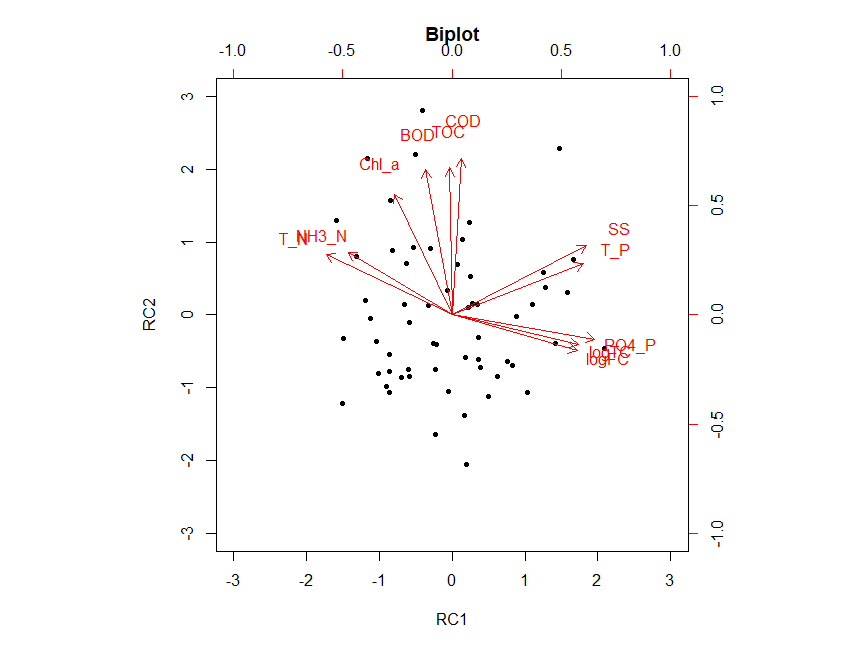 Biplot
-1.0 -0.5 0.0 0.5 1.0
3 1.0
COD
BOD TOC
Chl_a
2
0.5
SS
T_N NH3_N
1 T_P
RC2
0 0.0
PO4_P
logTC
logFC
-1
-0.5
-2
-3 -1.0
-3 -2 -1 0 1 2 3
RC1